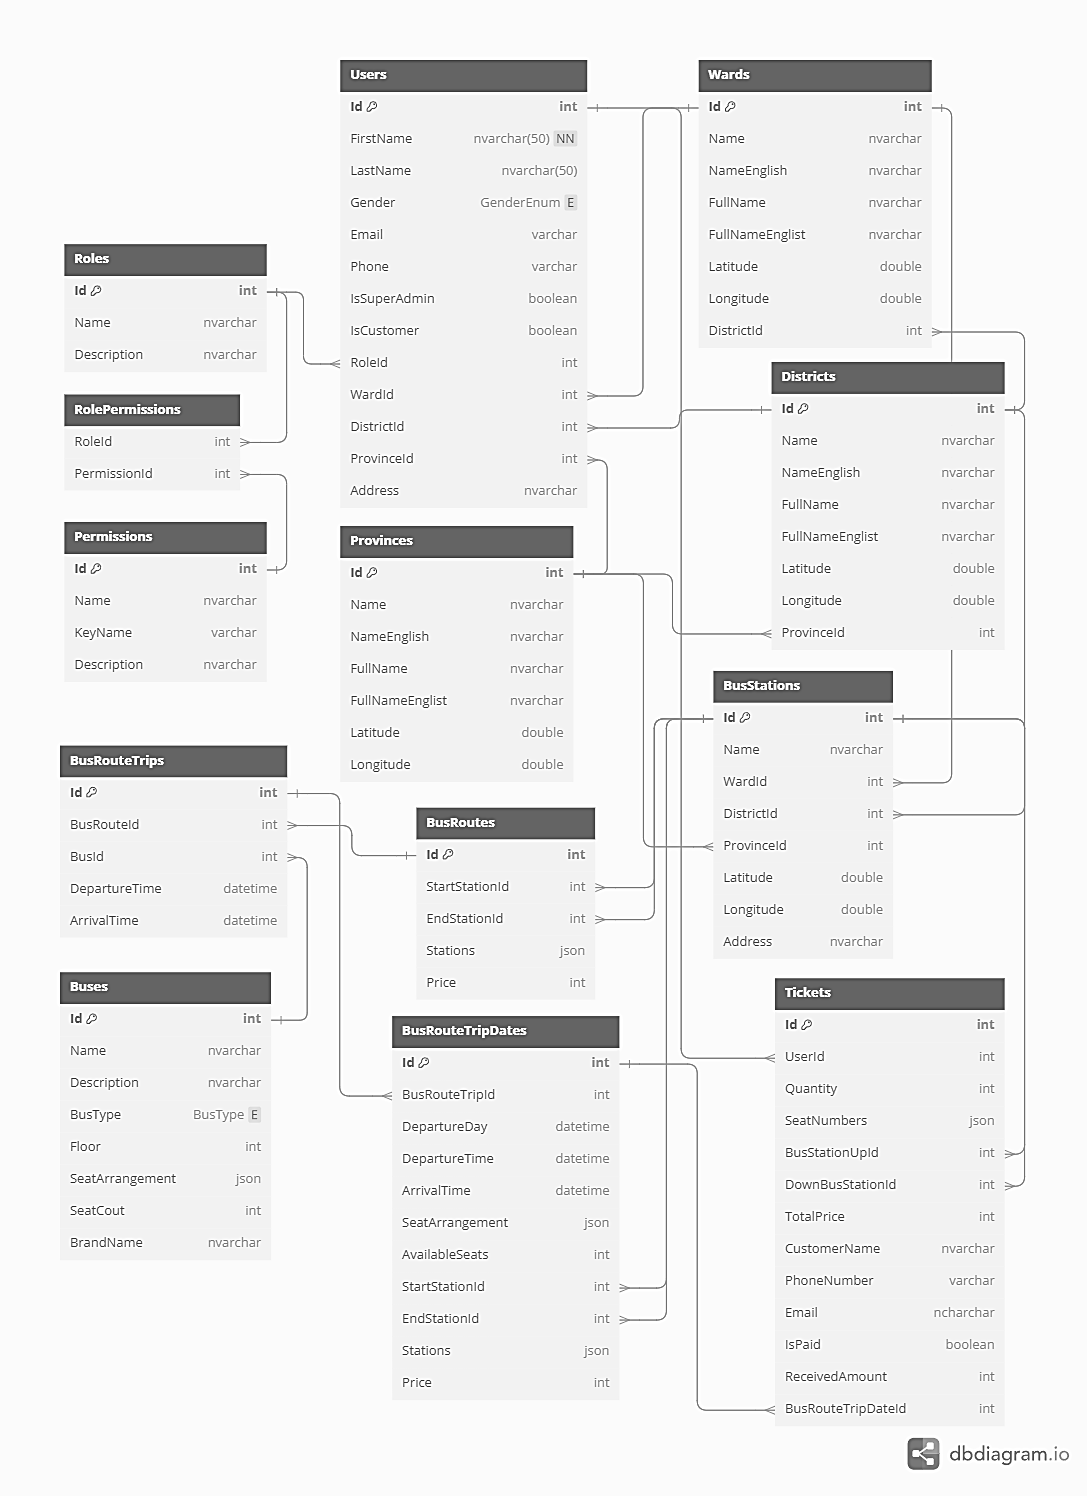 Users
Id int
FirstName nvarchar(50) NN
LastName nvarchar(50)
Gender GenderEnum E
Email varchar
Phone varchar
IsSuperAdmin boolean
IsCustomer boolean
RoleId int
WardId int
DistrictId int
ProvinceId int
Address nvarchar
Wards
Id int
Name nvarchar
NameEnglish nvarchar
FullName nvarchar
FullNameEnglist nvarchar
Latitude double
Longitude double
DistrictId int
Roles
Id int
Name nvarchar
Description nvarchar
RolePermissions
RoleId int
PermissionId int
Permissions
Id int
Name nvarchar
KeyName varchar
Description nvarchar
Districts
Id int
Name nvarchar
NameEnglish nvarchar
FullName nvarchar
FullNameEnglist nvarchar
Latitude double
Longitude double
ProvinceId int
Provinces
Id int
Name nvarchar
NameEnglish nvarchar
FullName nvarchar
FullNameEnglist nvarchar
Latitude double
Longitude double
BusStations
Id int
Name nvarchar
WardId int
DistrictId int
ProvinceId int
Latitude double
Longitude double
Address nvarchar
BusRouteTrips
Id int
BusRouteId int
BusId int
DepartureTime datetime
ArrivalTime datetime
BusRoutes
Id int
StartStationId int
EndStationId int
Stations json
Price int
Buses
Id int
Name nvarchar
Description nvarchar
BusType BusType E
Floor int
SeatArrangement json
SeatCout int
BrandName nvarchar
BusRouteTripDates
Id int
BusRouteTripId int
DepartureDay datetime
DepartureTime datetime
ArrivalTime datetime
SeatArrangement json
AvailableSeats int
StartStationId int
EndStationId int
Stations json
Price int
Tickets
Id int
UserId int
Quantity int
SeatNumbers json
BusStationUpId int
DownBusStationId int
TotalPrice int
CustomerName nvarchar
PhoneNumber varchar
Email ncharchar
IsPaid boolean
ReceivedAmount int
BusRouteTripDateId int
dbdiagram.io